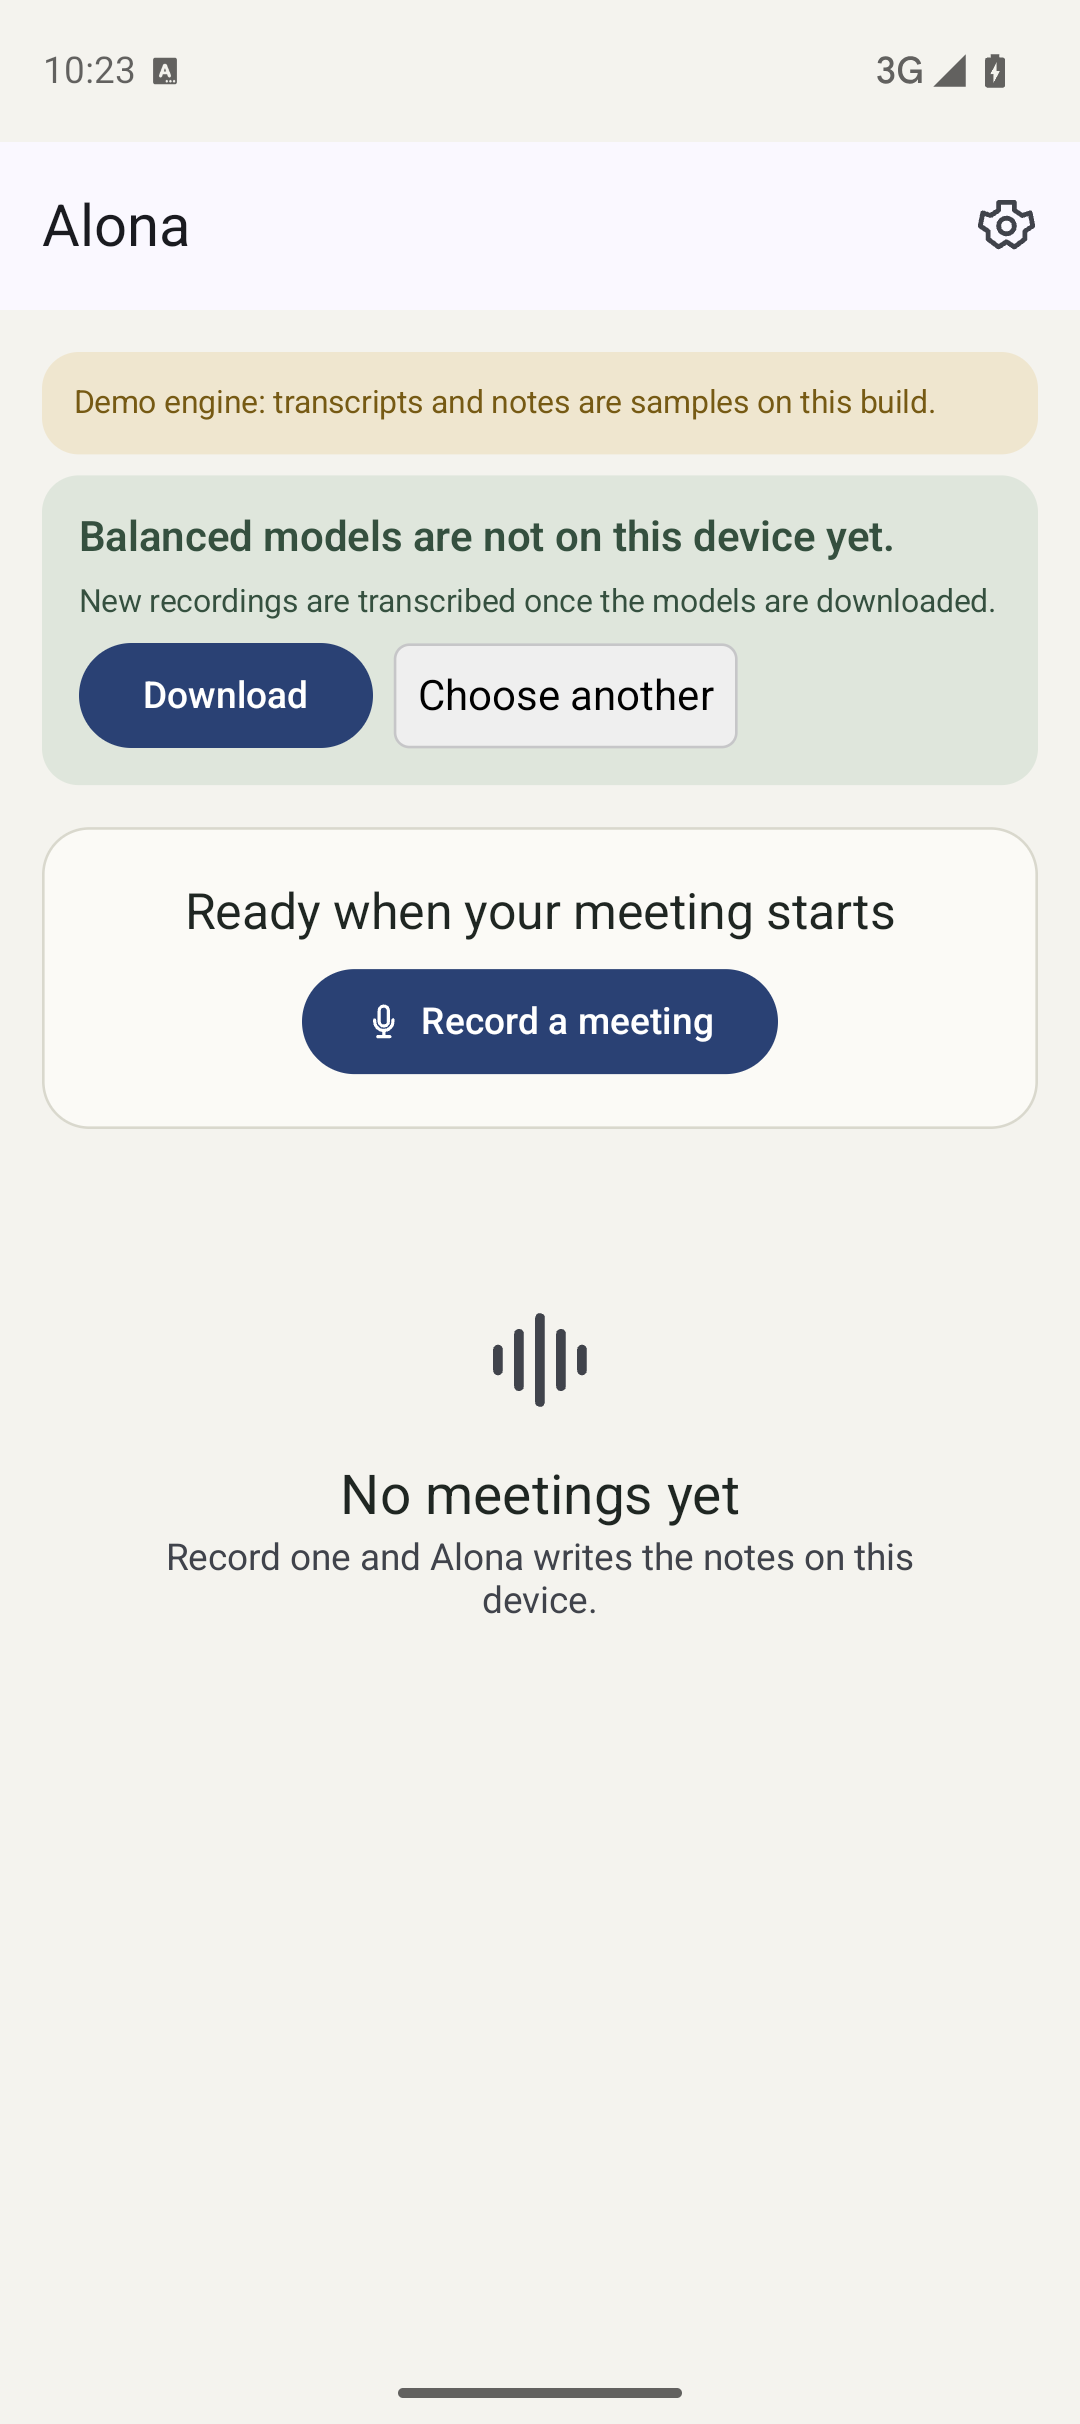 10:23
3G
Alona
Demo engine: transcripts and notes are samples on this build.
Balanced models are not on this device yet.
New recordings are transcribed once the models are downloaded.
Download
Choose another
Ready when your meeting starts
Record a meeting
No meetings yet
Record one and Alona writes the notes on this
device.